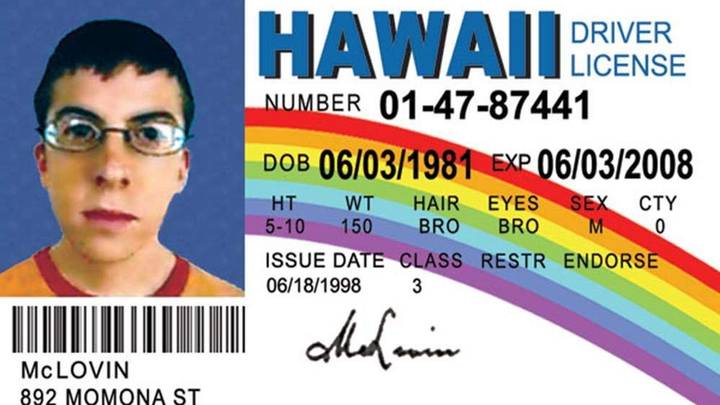 HAWAII DRIVER LICENSE
NUMBER 01-47-87441
DOB 06/03/1981 EXP 06/03/2008
HT WT HAIR EYES SEX CTY
5-10 150 BRO BRO M 0
ISSUE DATE CLASS RESTR ENDORSE
06/18/1998 3
McLovin
McLOVIN
892 MOMONA ST